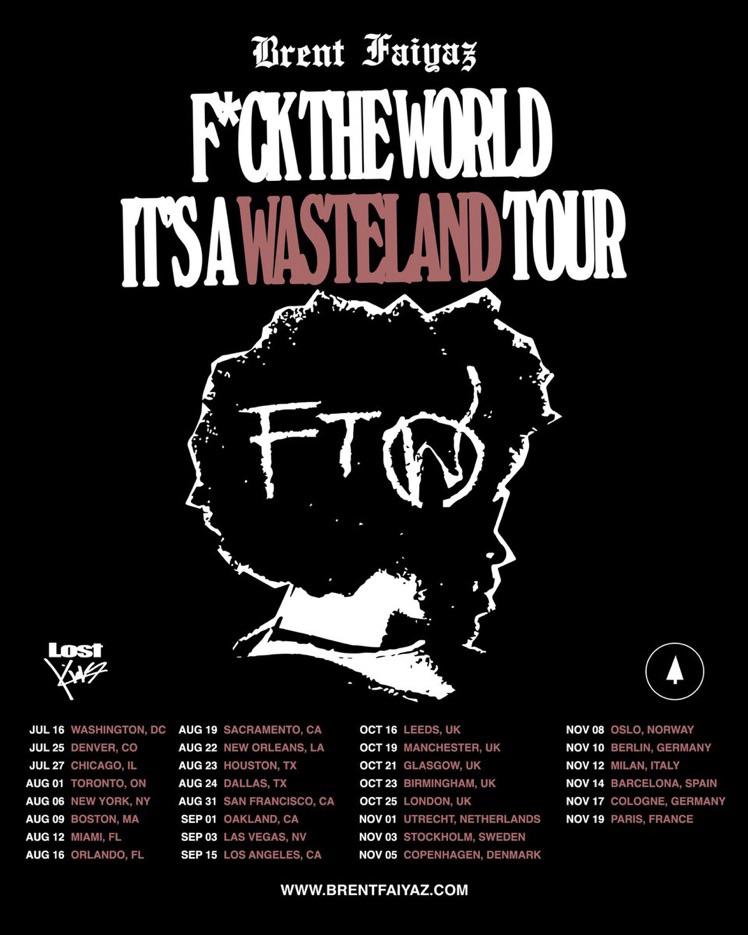 Brent Faiyaz
F*CK THE WORLD
IT'S A WASTELAND TOUR
FTW
Lost
Kids
JUL 16 WASHINGTON, DC
JUL 25 DENVER, CO
JUL 27 CHICAGO, IL
AUG 01 TORONTO, ON
AUG 06 NEW YORK, NY
AUG 09 BOSTON, MA
AUG 12 MIAMI, FL
AUG 16 ORLANDO, FL
AUG 19 SACRAMENTO, CA
AUG 22 NEW ORLEANS, LA
AUG 23 HOUSTON, TX
AUG 24 DALLAS, TX
AUG 31 SAN FRANCISCO, CA
SEP 01 OAKLAND, CA
SEP 03 LAS VEGAS, NV
SEP 15 LOS ANGELES, CA
OCT 16 LEEDS, UK
OCT 19 MANCHESTER, UK
OCT 21 GLASGOW, UK
OCT 23 BIRMINGHAM, UK
OCT 25 LONDON, UK
NOV 01 UTRECHT, NETHERLANDS
NOV 03 STOCKHOLM, SWEDEN
NOV 05 COPENHAGEN, DENMARK
NOV 08 OSLO, NORWAY
NOV 10 BERLIN, GERMANY
NOV 12 MILAN, ITALY
NOV 14 BARCELONA, SPAIN
NOV 17 COLOGNE, GERMANY
NOV 19 PARIS, FRANCE
WWW.BRENTFAIYAZ.COM